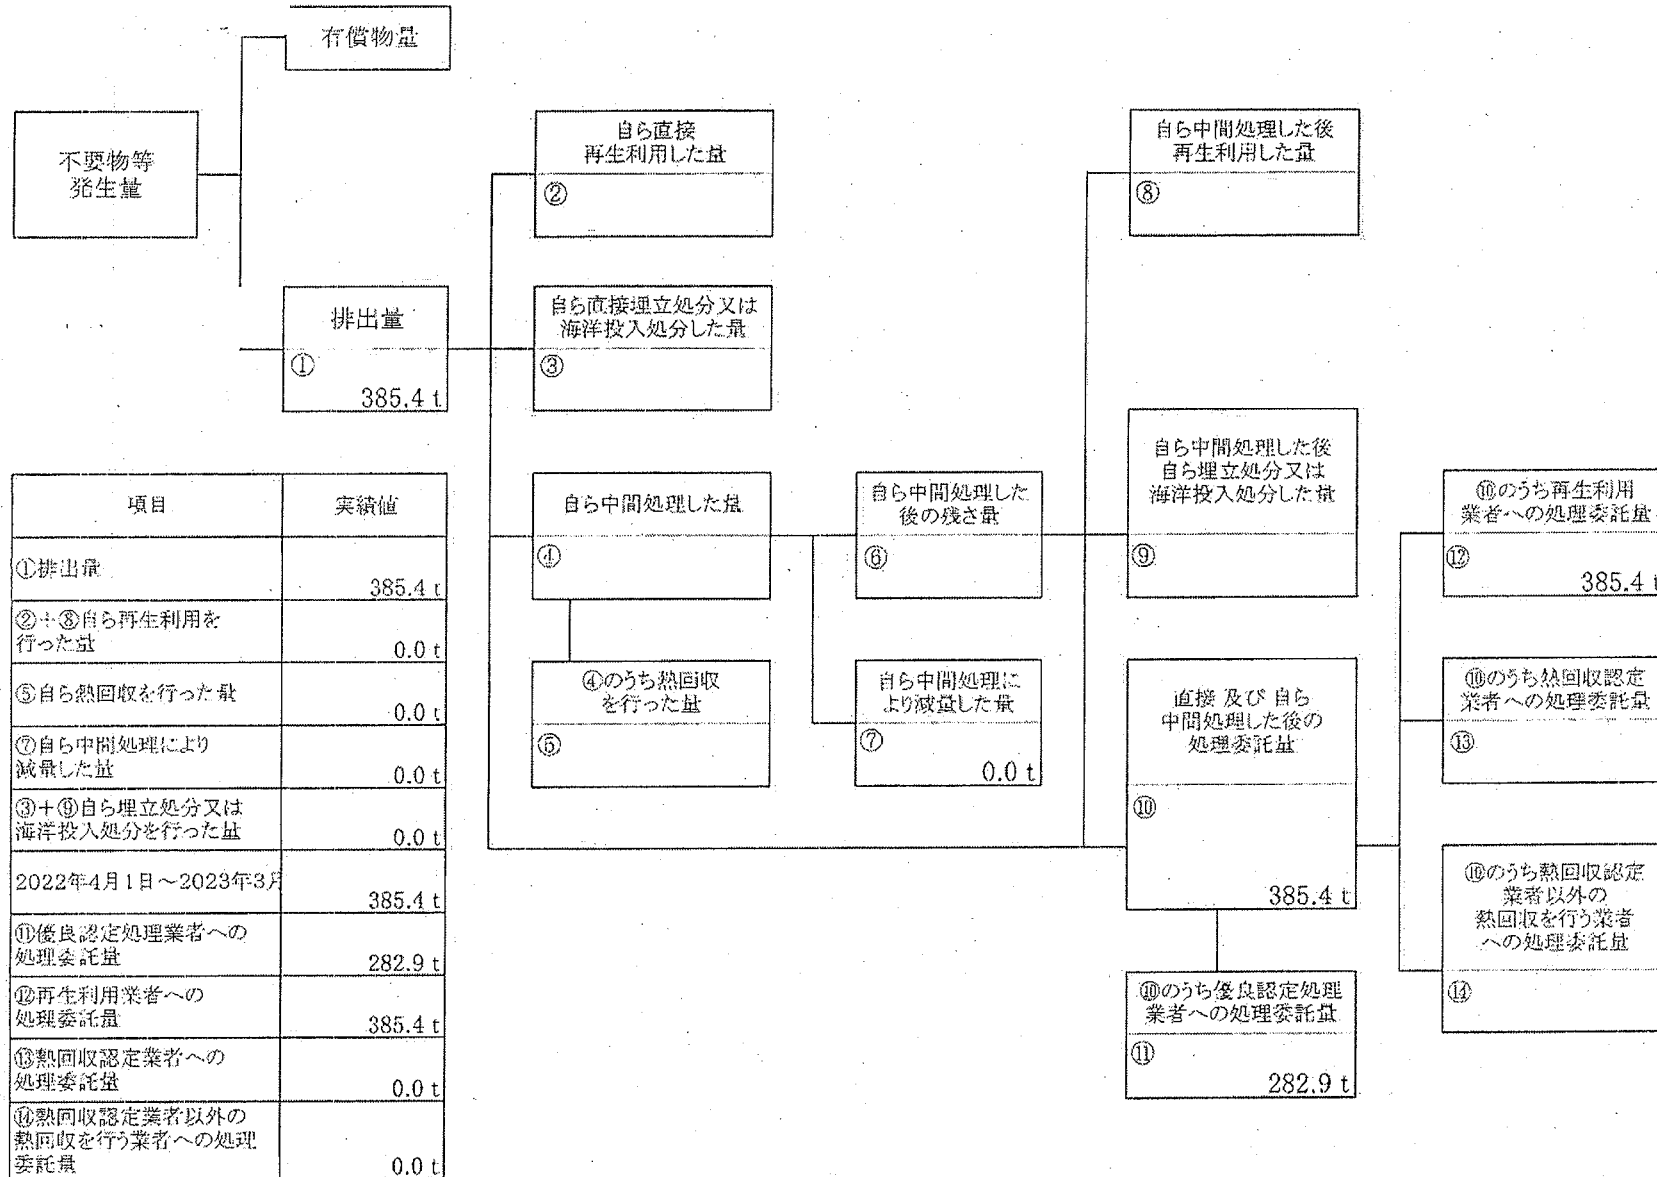 有償物量
不要物等
発生量
排出量
①
385.4 t
自ら直接
再生利用した量
②
自ら直接埋立処分又は
海洋投入処分した量
③
自ら中間処理した量
④
④のうち熱回収
を行った量
⑤
自ら中間処理した
後の残さ量
⑥
自ら中間処理に
より減量した量
⑦
0.0 t
自ら中間処理した後
再生利用した量
⑧
自ら中間処理した後
自ら埋立処分又は
海洋投入処分した量
⑨
直接 及び 自ら
中間処理した後の
処理委託量
⑩
385.4 t
⑩のうち優良認定処理
業者への処理委託量
⑪
282.9 t
⑩のうち再生利用
業者への処理委託量
⑫
385.4 t
⑩のうち熱回収認定
業者への処理委託量
⑬
⑩のうち熱回収認定
業者以外の
熱回収を行う業者
への処理委託量
⑭
項目 実績値
①排出量
385.4 t
②+⑧自ら再生利用を
行った量
0.0 t
⑤自ら熱回収を行った量
0.0 t
⑦自ら中間処理により
減量した量
0.0 t
③+⑨自ら埋立処分又は
海洋投入処分を行った量
0.0 t
2022年4月1日～2023年3月
385.4 t
⑪優良認定処理業者への
処理委託量
282.9 t
⑫再生利用業者への
処理委託量
385.4 t
⑬熱回収認定業者への
処理委託量
0.0 t
⑭熱回収認定業者以外の
熱回収を行う業者への処理
委託量
0.0 t